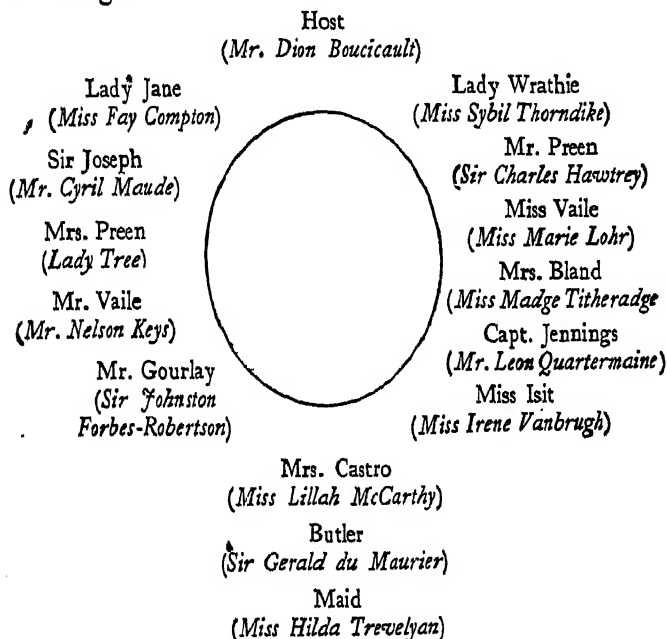 Host
(Mr. Dion Boucicault)
Lady Jane
(Miss Fay Compton)
Sir Joseph
(Mr. Cyril Maude)
Mrs. Preen
(Lady Tree)
Mr. Vaile
(Mr. Nelson Keys)
Mr. Gourlay
(Sir Johnston
Forbes-Robertson)
Lady Wrathie
(Miss Sybil Thorndike)
Mr. Preen
(Sir Charles Hawtrey)
Miss Vaile
(Miss Marie Lohr)
Mrs. Bland
(Miss Madge Titheradge
Capt. Jennings
(Mr. Leon Quartermaine)
Miss Isit
(Miss Irene Vanbrugh)
Mrs. Castro
(Miss Lillah McCarthy)
Butler
(Sir Gerald du Maurier)
Maid
(Miss Hilda Trevelyan)